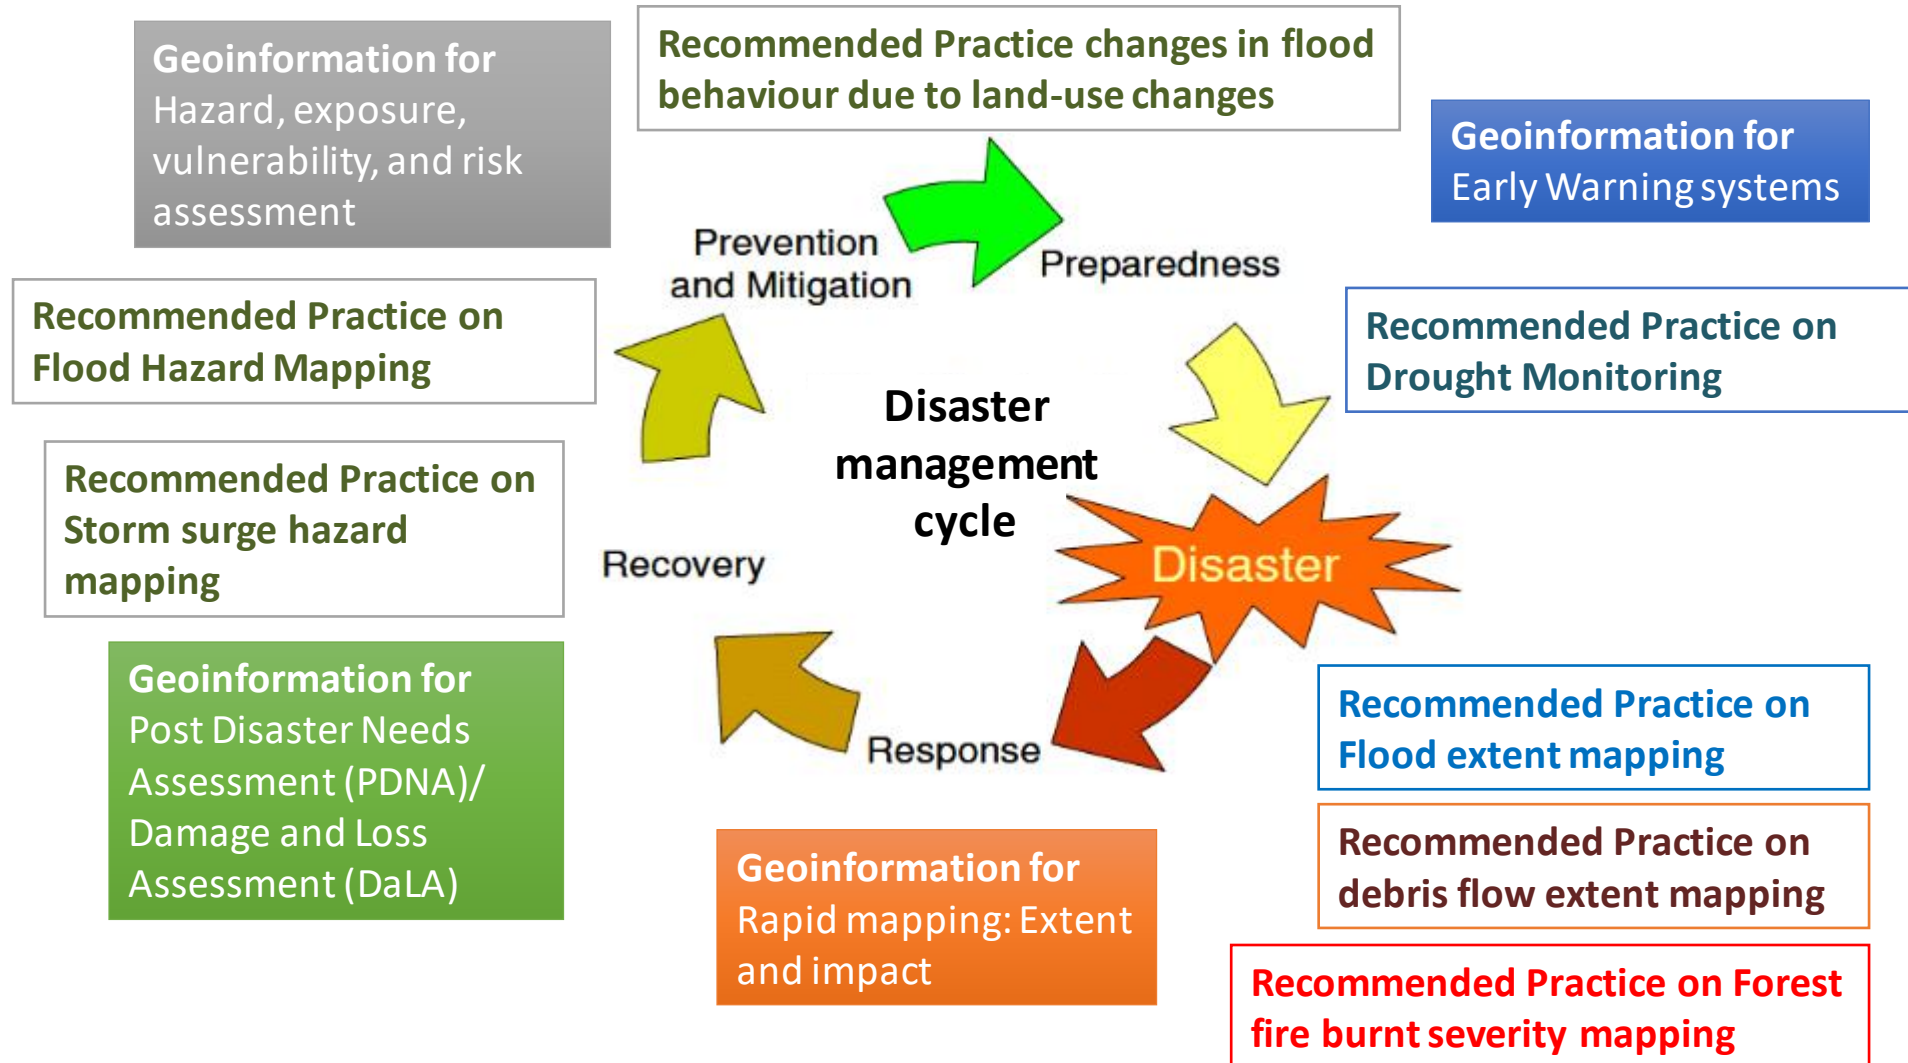 Geoinformation for
Hazard, exposure,
vulnerability, and risk
assessment
Recommended Practice changes in flood
behaviour due to land-use changes
Geoinformation for
Early Warning systems
Prevention
and Mitigation
Preparedness
Recommended Practice on
Flood Hazard Mapping
Recommended Practice on
Drought Monitoring
Disaster
management
cycle
Recommended Practice on
Storm surge hazard
mapping
Recovery
Disaster
Geoinformation for
Post Disaster Needs
Assessment (PDNA)/
Damage and Loss
Assessment (DaLA)
Response
Recommended Practice on
Flood extent mapping
Geoinformation for
Rapid mapping: Extent
and impact
Recommended Practice on
debris flow extent mapping
Recommended Practice on Forest
fire burnt severity mapping